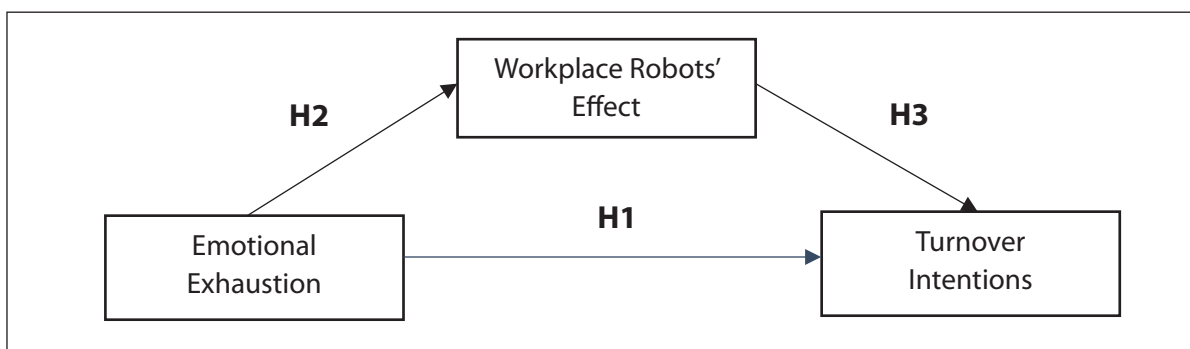 Workplace Robots’
Effect
H2
H3
H1
Emotional
Exhaustion
Turnover
Intentions